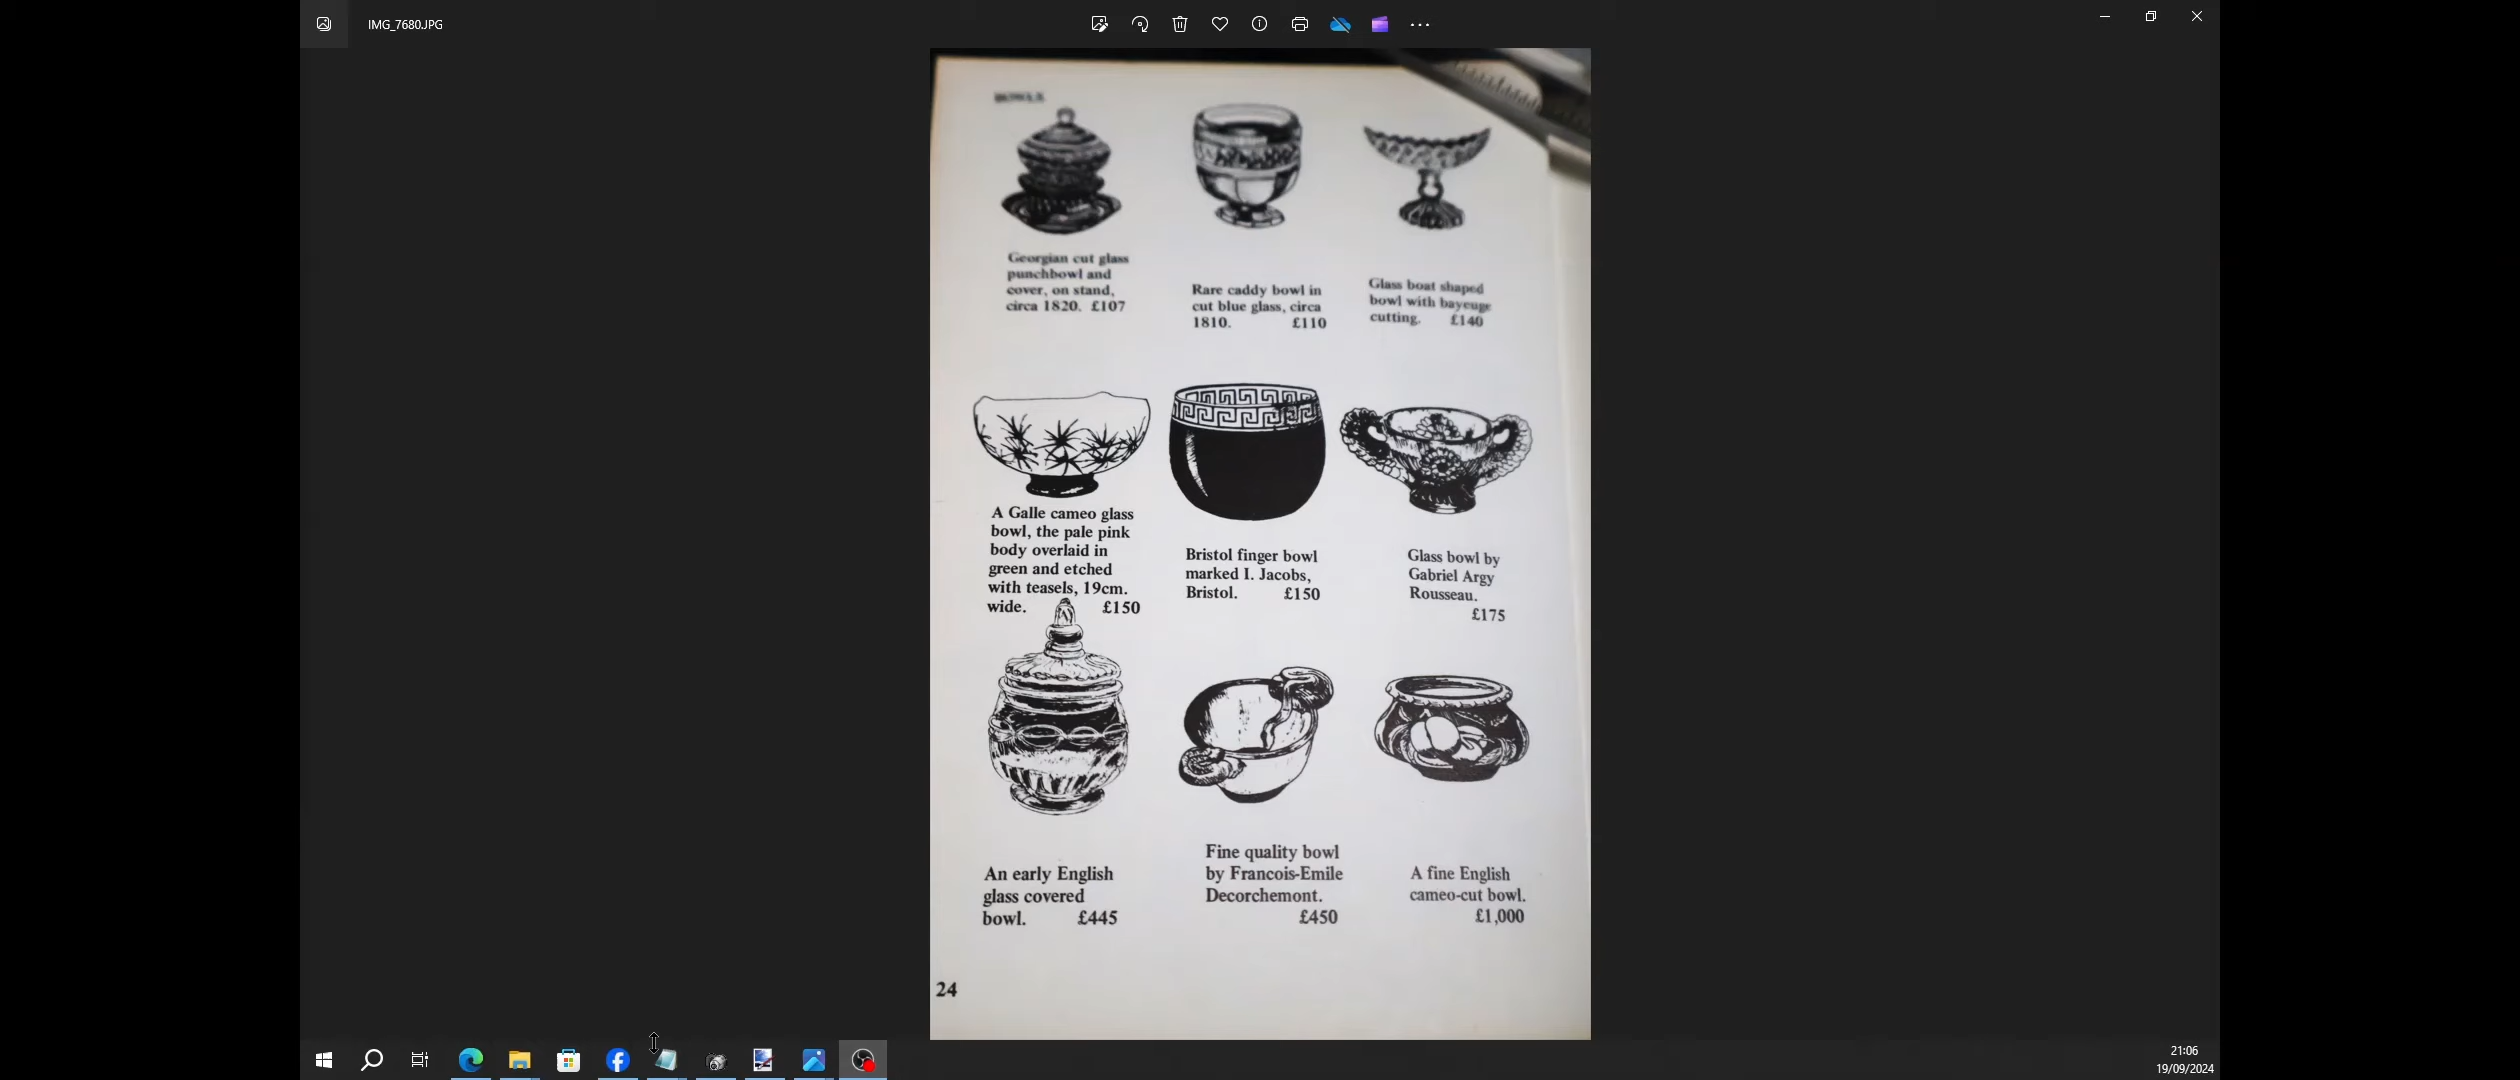 IMG_7680.JPG
BOWLS
Georgian cut glass
punchbowl and
cover, on stand,
circa 1820. £107
Rare caddy bowl in
cut blue glass, circa
1810. £110
Glass boat shaped
bowl with bayeuge
cutting. £140
A Galle cameo glass
bowl, the pale pink
body overlaid in
green and etched
with teasels, 19cm.
wide. £150
Bristol finger bowl
marked I. Jacobs,
Bristol. £150
Glass bowl by
Gabriel Argy
Rousseau.
£175
An early English
glass covered
bowl. £445
Fine quality bowl
by Francois-Emile
Decorchemont.
£450
A fine English
cameo-cut bowl.
£1,000
24
21:06
19/09/2024